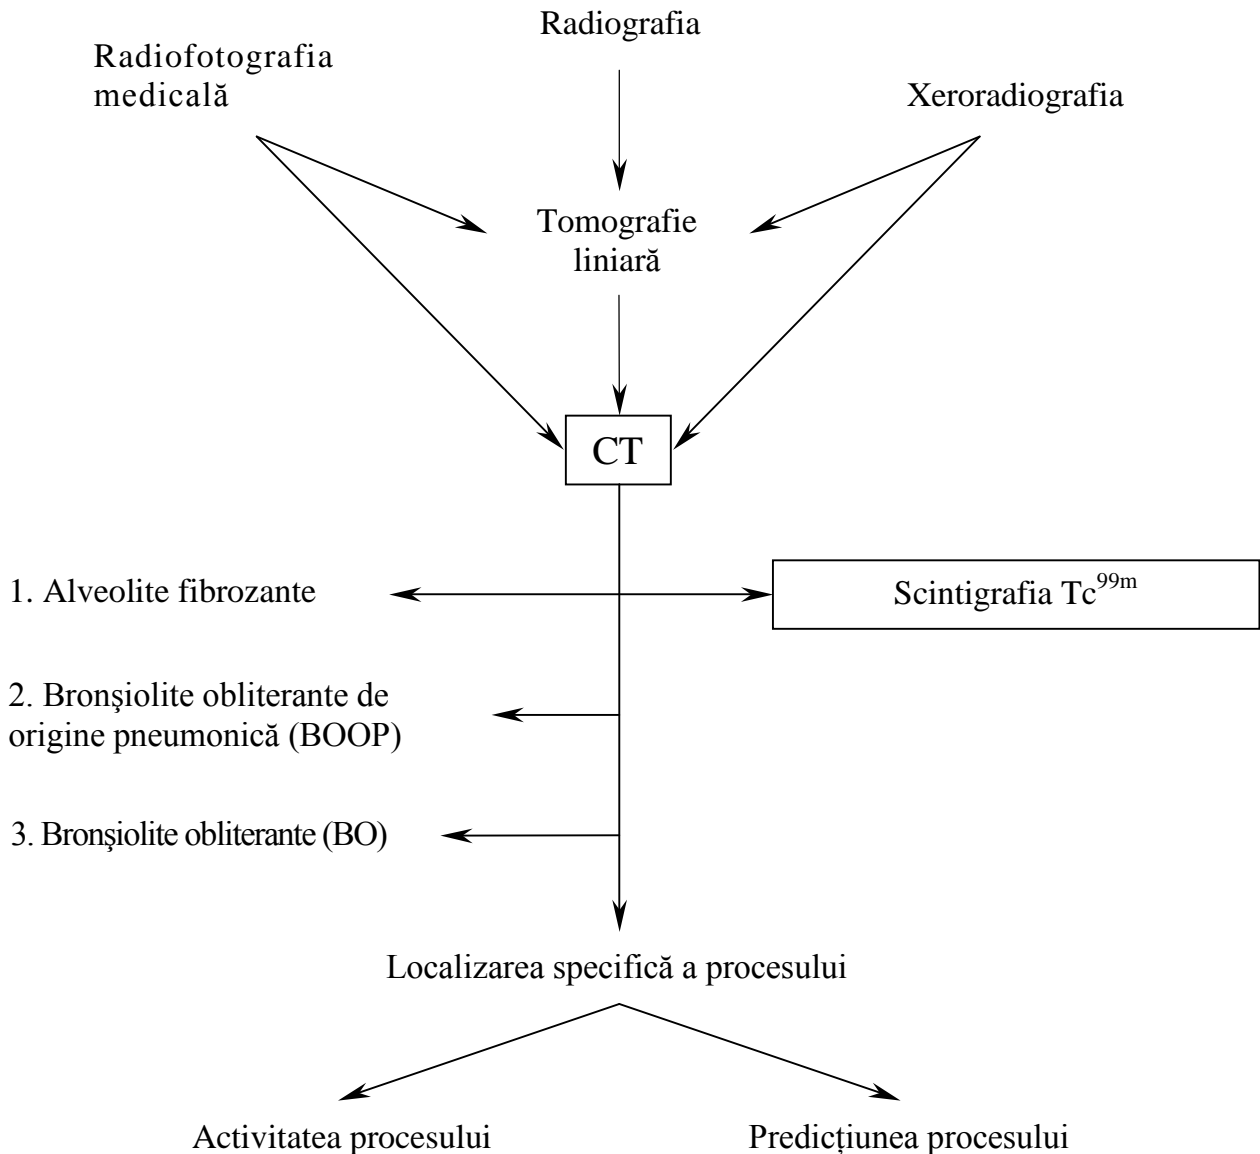 Radiografia
Radiofotografia
medicală
Xeroradiografia
Tomografie
liniară
CT
1. Alveolite fibrozante
Scintigrafia Tc99m
2. Bronşiolite obliterante de
origine pneumonică (BOOP)
3. Bronşiolite obliterante (BO)
Localizarea specifică a procesului
Activitatea procesului
Predicțiunea procesului